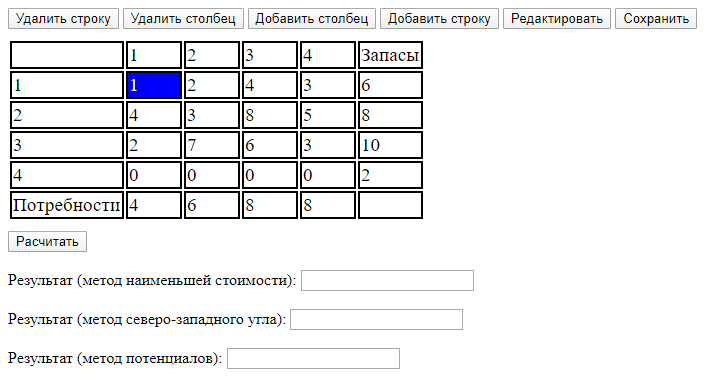 Удалить строку Удалить столбец Добавить столбец Добавить строку Редактировать Сохранить
1 2 3 4 Запасы
1 1 2 4 3 6
2 4 3 8 5 8
3 2 7 6 3 10
4 0 0 0 0 2
Потребности 4 6 8 8
Расчитать
Результат (метод наименьшей стоимости):
Результат (метод северо-западного угла):
Результат (метод потенциалов):